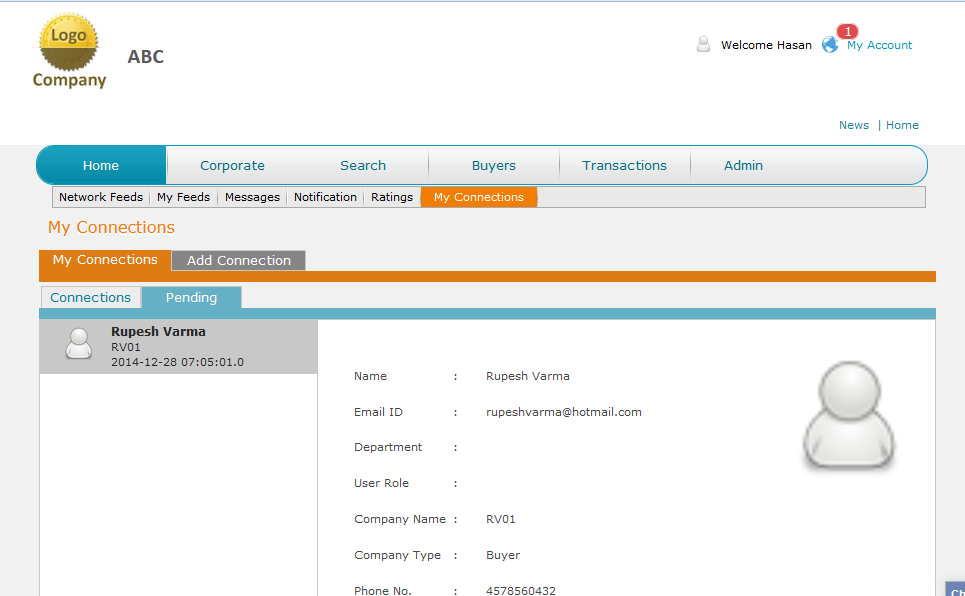 Logo
Company
ABC
Welcome Hasan
1
My Account
News | Home
Home Corporate Search Buyers Transactions Admin
Network Feeds My Feeds Messages Notification Ratings My Connections
My Connections
My Connections Add Connection
Connections Pending
Rupesh Varma
RV01
2014-12-28 07:05:01.0
Name : Rupesh Varma
Email ID : rupeshvarma@hotmail.com
Department :
User Role :
Company Name : RV01
Company Type : Buyer
Phone No. : 4578560432